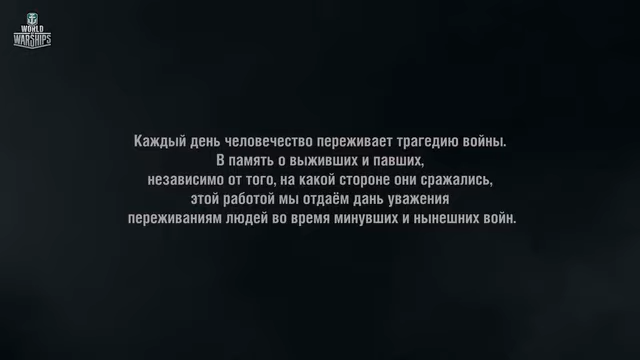 WORLD
WARSHIPS
Каждый день человечество переживает трагедию войны.
В память о выживших и павших,
независимо от того, на какой стороне они сражались,
этой работой мы отдаём дань уважения
переживаниям людей во время минувших и нынешних войн.